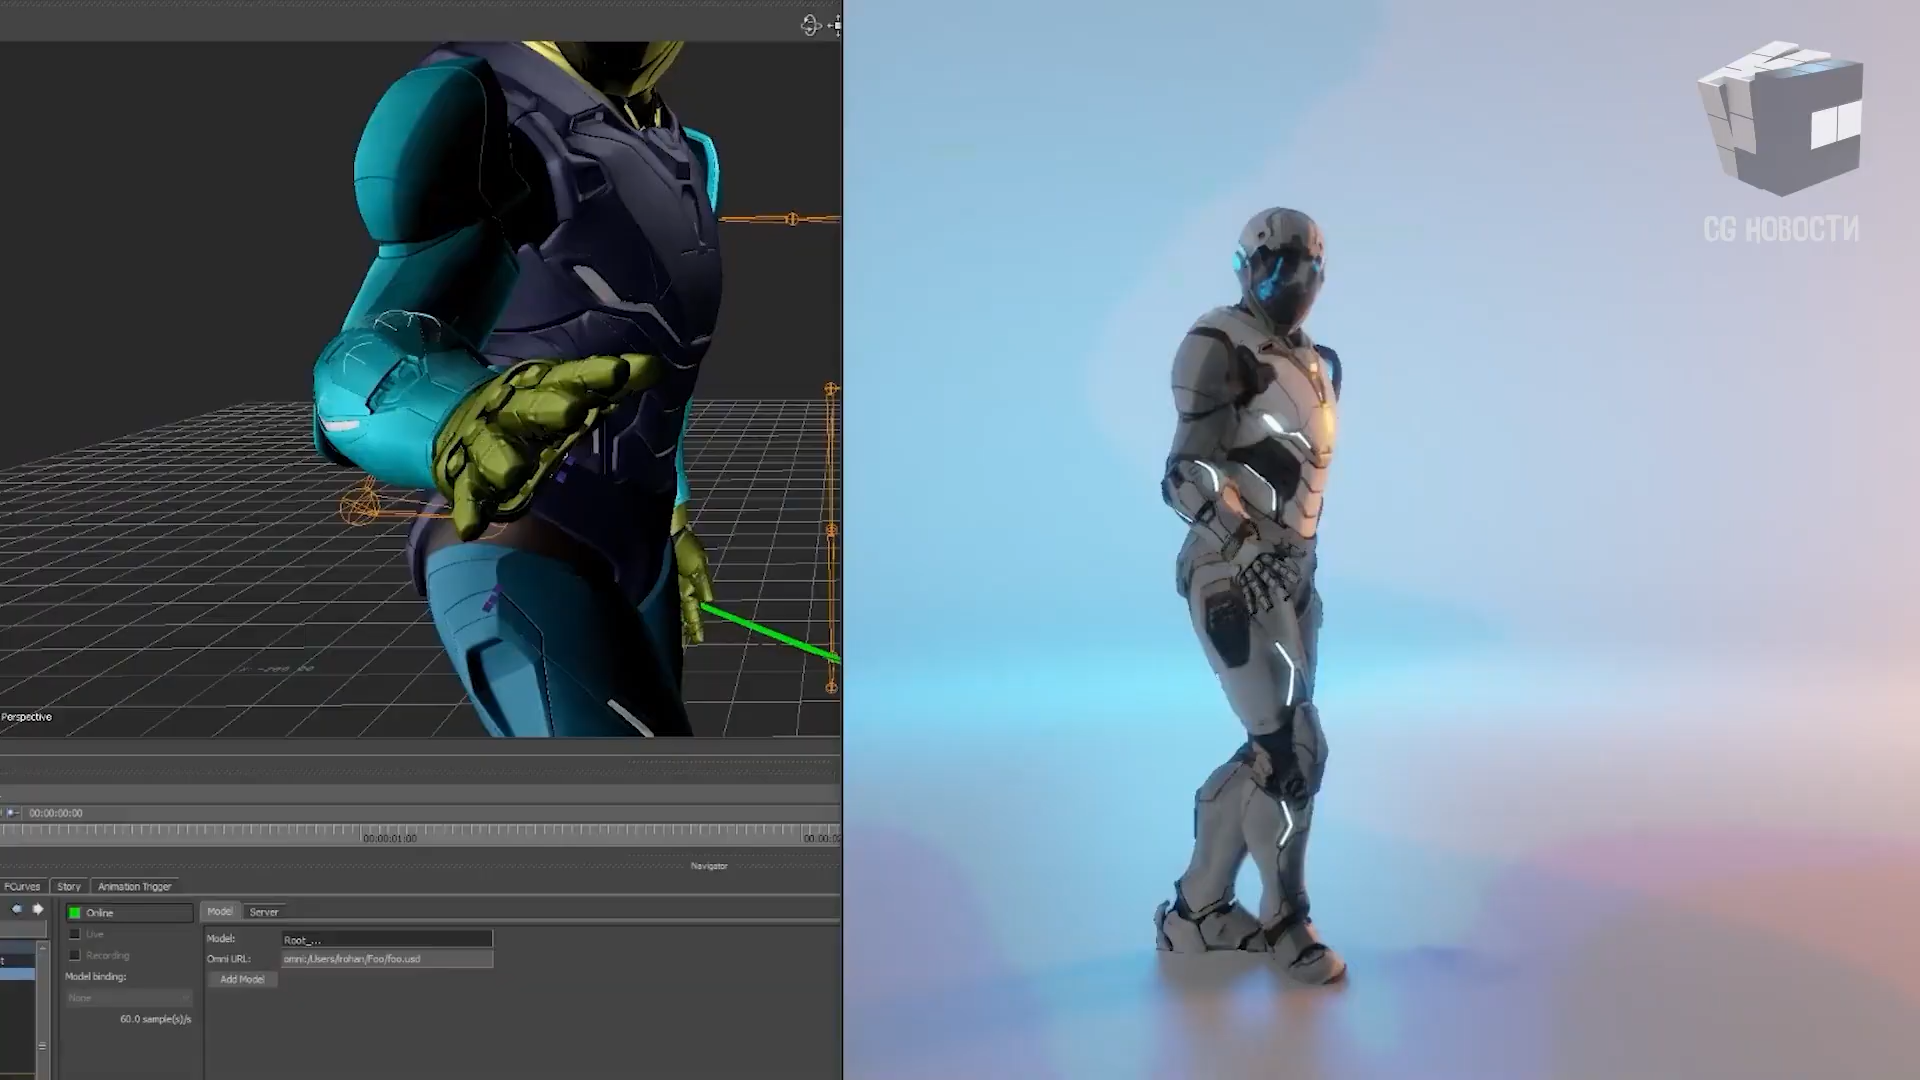 CG НОВОСТИ
Perspective
00:00:00:00
00:00:01:00
Navigator
FCurves Story Animation Trigger
Online
Live
Recording
Model binding:
None
60.0 sample(s)/s
Model Server
Model: Root_...
Omni URL: omni:/Users/rohan/Foo/foo.usd
Add Model